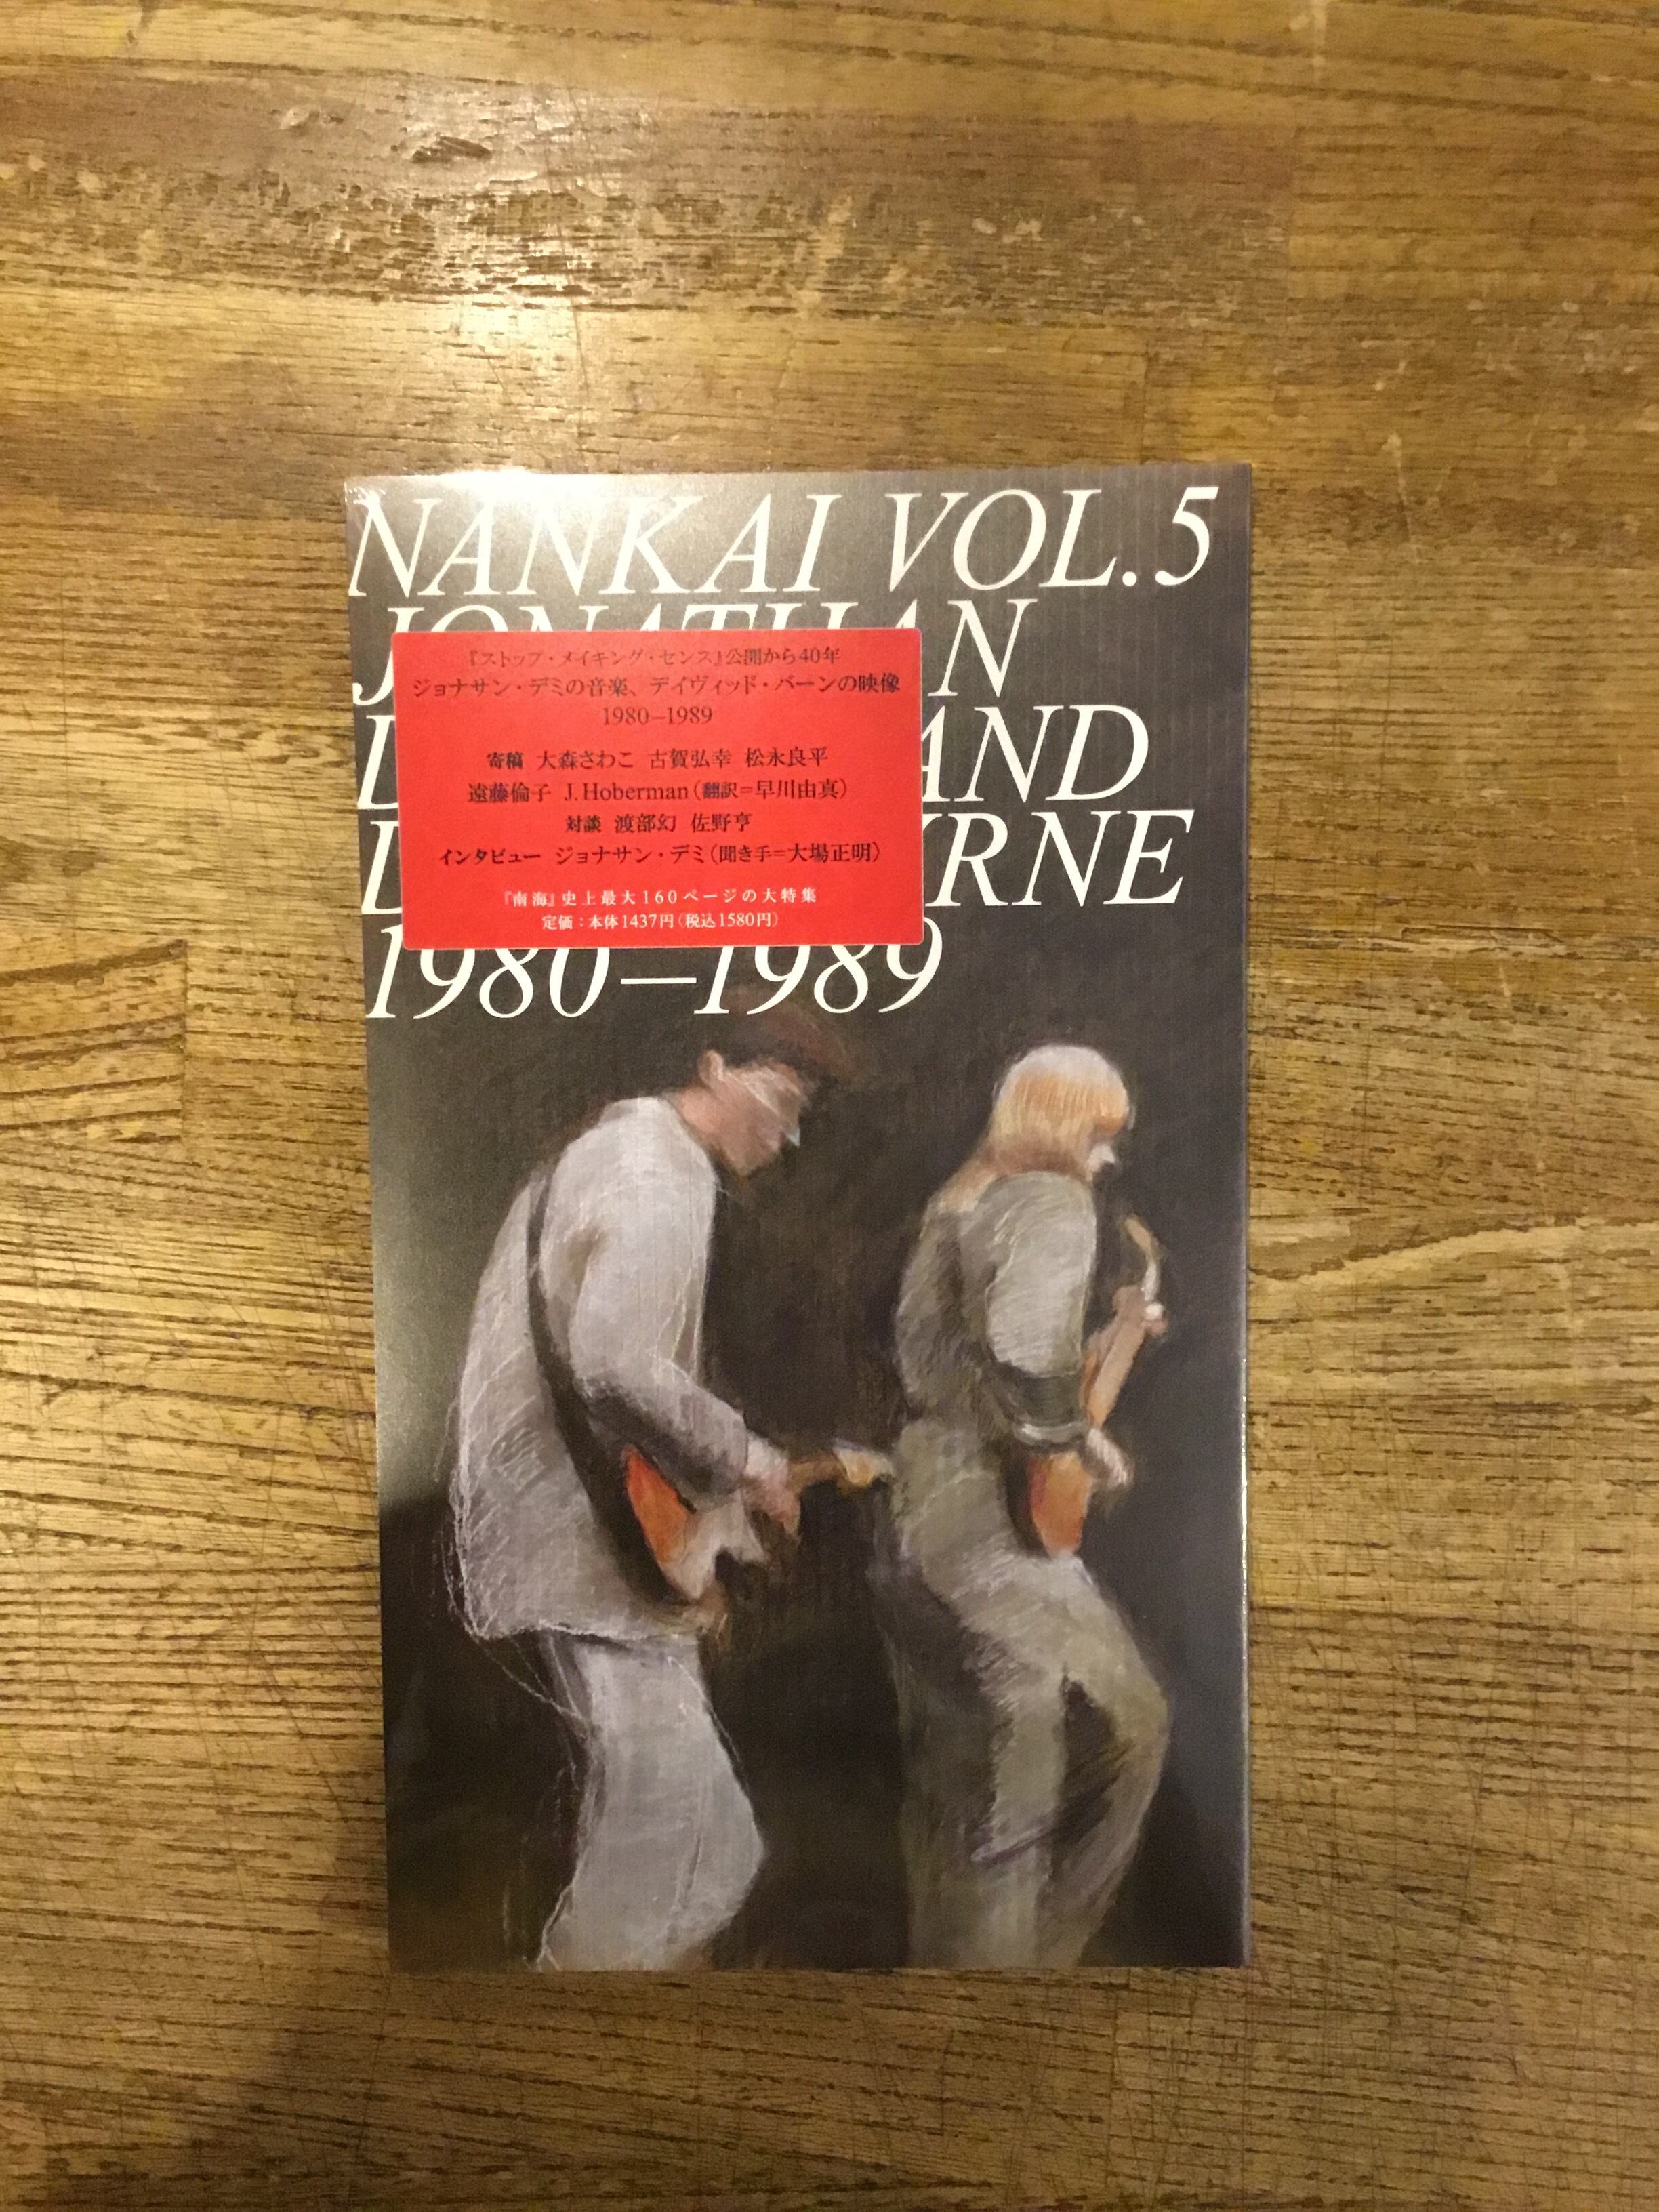 NANKAI VOL.5
JONATHAN
『ストップ・メイキング・センス』公開から40年
ジョナサン・デミの音楽、デイヴィッド・バーンの映像
1980–1989
AND
寄稿 大森さわこ 古賀弘幸 松永良平
遠藤倫子 J. Hoberman(翻訳=早川由真)
対談 渡部幻 佐野亨
RNE
インタビュー ジョナサン・デミ(聞き手=大場正明)
『南海』史上最大160ページの大特集
定価:本体1437円(税込1580円)
1980–1989